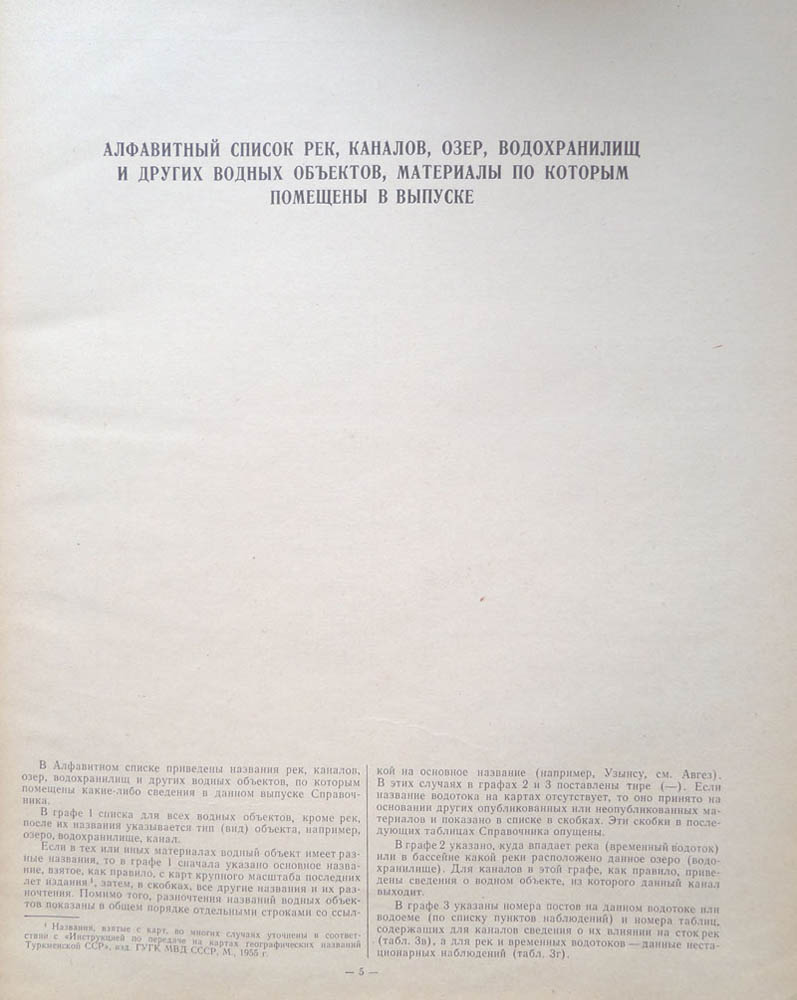 АЛФАВИТНЫЙ СПИСОК РЕК, КАНАЛОВ, ОЗЕР, ВОДОХРАНИЛИЩ
И ДРУГИХ ВОДНЫХ ОБЪЕКТОВ, МАТЕРИАЛЫ ПО КОТОРЫМ
ПОМЕЩЕНЫ В ВЫПУСКЕ
В Алфавитном списке приведены названия рек, каналов,
озер, водохранилищ и других водных объектов, по которым
помещены какие-либо сведения в данном выпуске Справоч-
ника.
В графе 1 списка для всех водных объектов, кроме рек,
после их названия указывается тип (вид) объекта, например,
озеро, водохранилище, канал.
Если в тех или иных материалах водный объект имеет раз-
ные названия, то в графе 1 сначала указано основное назва-
ние, взятое, как правило, с карт крупного масштаба последних
лет издания¹, затем, в скобках, все другие названия и их раз-
ночтения. Помимо того, разночтения названий водных объек-
тов показаны в общем порядке отдельными строками со ссыл-
¹ Названия, взятые с карт, во многих случаях уточнены в соответ-
ствии с «Инструкцией по передаче на картах географических названий
Туркменской ССР», изд. ГУГК МВД СССР, М., 1955 г.
кой на основное название (например, Узынсу, см. Авгез).
В этих случаях в графах 2 и 3 поставлены тире (—). Если
название водотока на картах отсутствует, то оно принято на
основании других опубликованных или неопубликованных ма-
териалов и показано в списке в скобках. Эти скобки в после-
дующих таблицах Справочника опущены.
В графе 2 указано, куда впадает река (временный водоток)
или в бассейне какой реки расположено данное озеро (водо-
хранилище). Для каналов в этой графе, как правило, приве-
дены сведения о водном объекте, из которого данный канал
выходит.
В графе 3 указаны номера постов на данном водотоке или
водоеме (по списку пунктов наблюдений) и номера таблиц,
содержащих для каналов сведения о их влиянии на сток рек
(табл. 3в), а для рек и временных водотоков — данные неста-
ционарных наблюдений (табл. 3г).
— 5 —